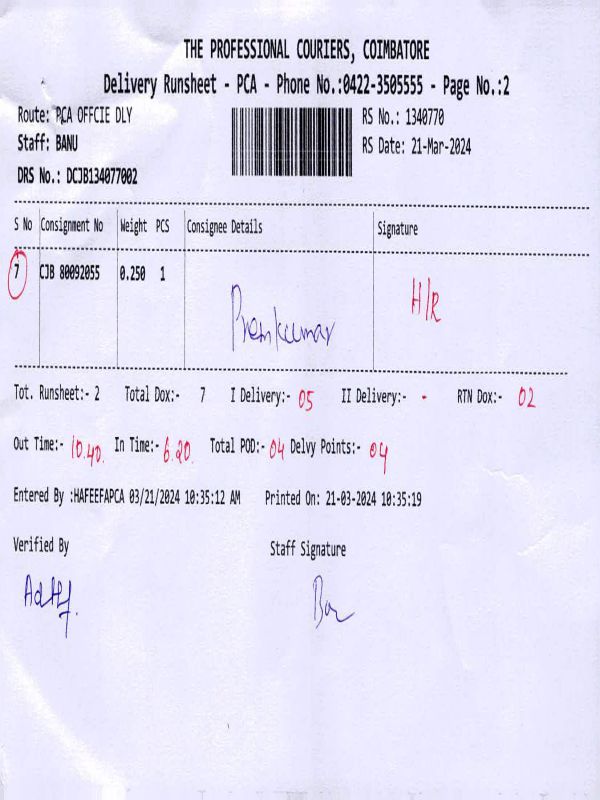 THE PROFESSIONAL COURIERS, COIMBATORE
Delivery Runsheet - PCA - Phone No.:0422-3505555 - Page No.:2
Route: PCA OFFCIE DLY RS No.: 1340770
Staff: BANU RS Date: 21-Mar-2024
DRS No.: DCJB134077002
S No Consignment No Weight PCS Consignee Details Signature
7 CJB 80092055 0.250 1 Premkumar H/R
Tot. Runsheet:- 2 Total Dox:- 7 I Delivery:- 05 II Delivery:- - RTN Dox:- 02
Out Time:- 10.40. In Time:- 6.20. Total POD:- 04 Delvy Points:- 04
Entered By :HAFEEFAPCA 03/21/2024 10:35:12 AM Printed On: 21-03-2024 10:35:19
Verified By Staff Signature